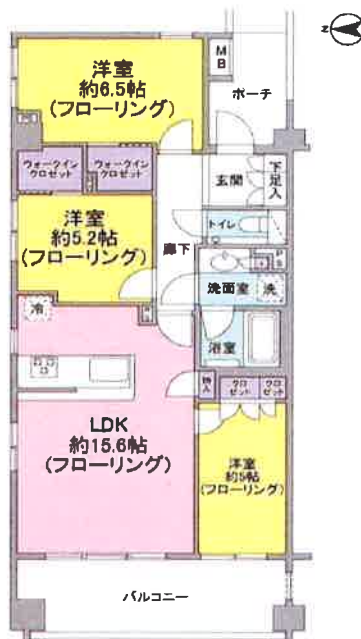 N
洋室
約6.5帖
(フローリング)
MB
ポーチ
ウォークイン
クロゼット
ウォークイン
クロゼット
玄関
下足入
トイレ
洋室
約5.2帖
(フローリング)
廊下
PS
洗面室
洗
冷
浴室
LDK
約15.6帖
(フローリング)
物入
クロ
ゼット
クロ
ゼット
洋室
約5帖
(フローリング)
バルコニー